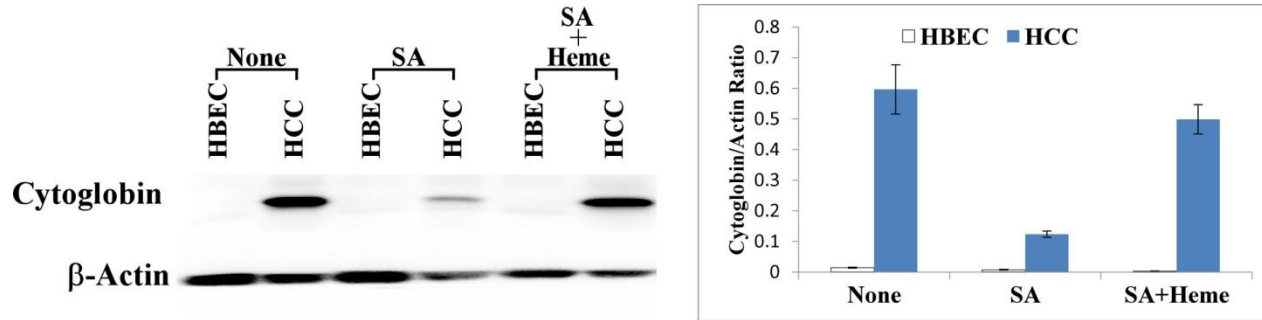 SA
+
None SA Heme
HBEC HCC HBEC HCC HBEC HCC
Cytoglobin
β-Actin
HBEC HCC
Cytoglobin/Actin Ratio
0.8
0.7
0.6
0.5
0.4
0.3
0.2
0.1
0
None SA SA+Heme